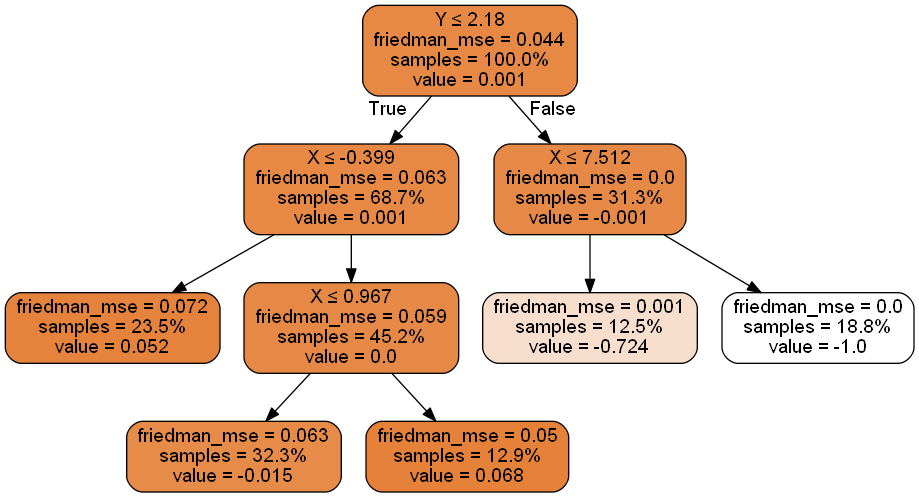 Y ≤ 2.18
friedman_mse = 0.044
samples = 100.0%
value = 0.001
True
False
X ≤ -0.399
friedman_mse = 0.063
samples = 68.7%
value = 0.001
X ≤ 7.512
friedman_mse = 0.0
samples = 31.3%
value = -0.001
friedman_mse = 0.072
samples = 23.5%
value = 0.052
X ≤ 0.967
friedman_mse = 0.059
samples = 45.2%
value = 0.0
friedman_mse = 0.001
samples = 12.5%
value = -0.724
friedman_mse = 0.0
samples = 18.8%
value = -1.0
friedman_mse = 0.063
samples = 32.3%
value = -0.015
friedman_mse = 0.05
samples = 12.9%
value = 0.068